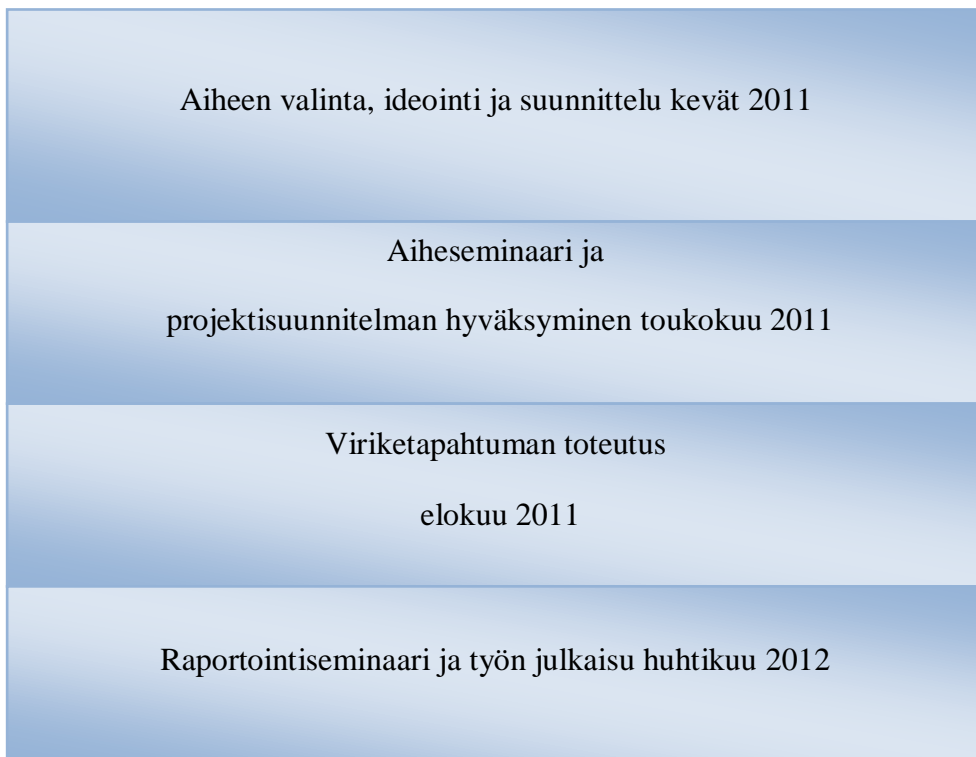 Aiheen valinta, ideointi ja suunnittelu kevät 2011
Aiheseminaari ja
projektisuunnitelman hyväksyminen toukokuu 2011
Viriketapahtuman toteutus
elokuu 2011
Raportointiseminaari ja työn julkaisu huhtikuu 2012